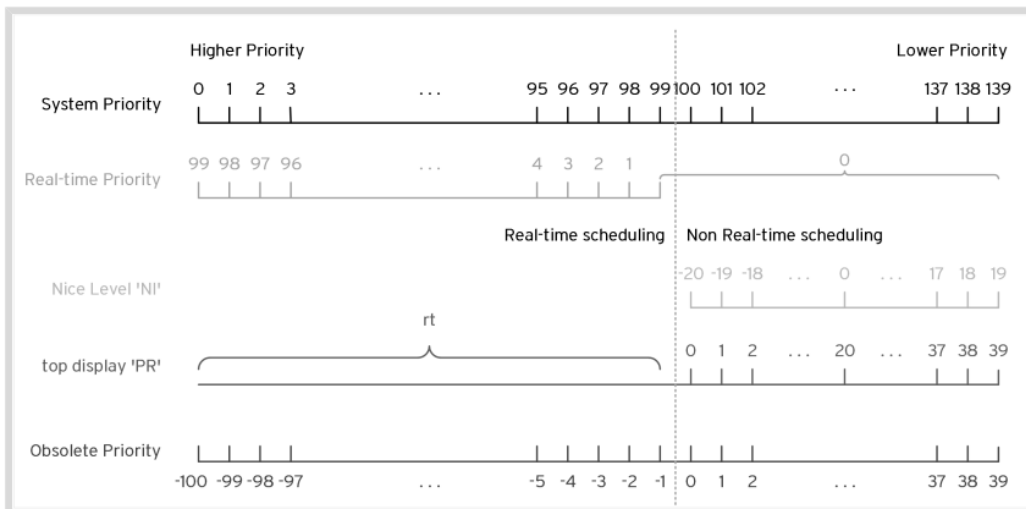 Higher Priority Lower Priority
0 1 2 3 ... 95 96 97 98 99 100 101 102 ... 137 138 139
System Priority
99 98 97 96 ... 4 3 2 1 0
Real-time Priority
Real-time scheduling Non Real-time scheduling
-20 -19 -18 ... 0 ... 17 18 19
Nice Level 'NI'
rt
0 1 2 ... 20 ... 37 38 39
top display 'PR'
Obsolete Priority
-100 -99 -98 -97 ... -5 -4 -3 -2 -1 0 1 2 ... 37 38 39